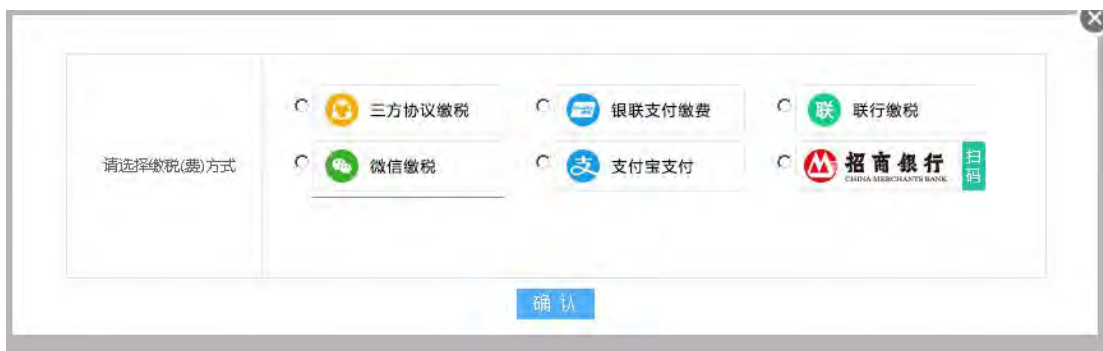 三方协议缴税
银联支付缴费
联 联行缴税
请选择缴税(费)方式
微信缴税
支 支付宝支付
招商银行
CHINA MERCHANTS BANK
扫码
确 认